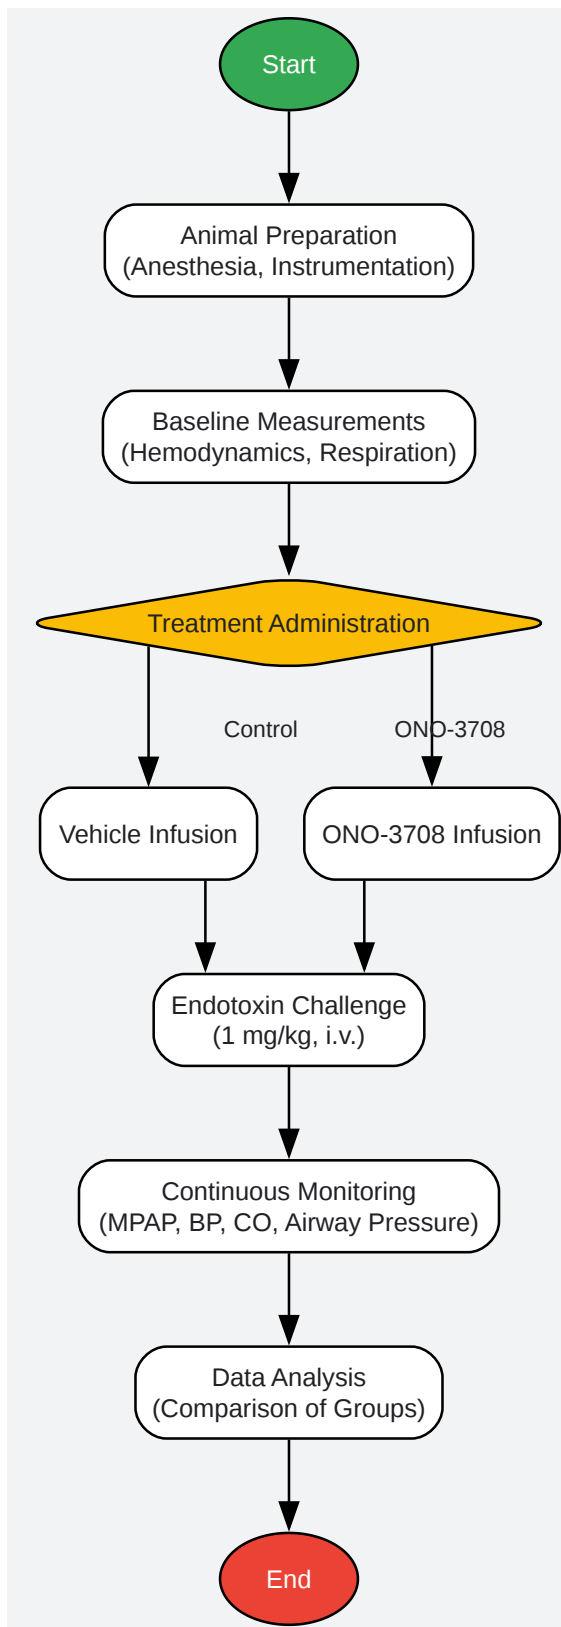 Start
Animal Preparation
(Anesthesia, Instrumentation)
Baseline Measurements
(Hemodynamics, Respiration)
Treatment Administration
Control
ONO-3708
Vehicle Infusion
ONO-3708 Infusion
Endotoxin Challenge
(1 mg/kg, i.v.)
Continuous Monitoring
(MPAP, BP, CO, Airway Pressure)
Data Analysis
(Comparison of Groups)
End